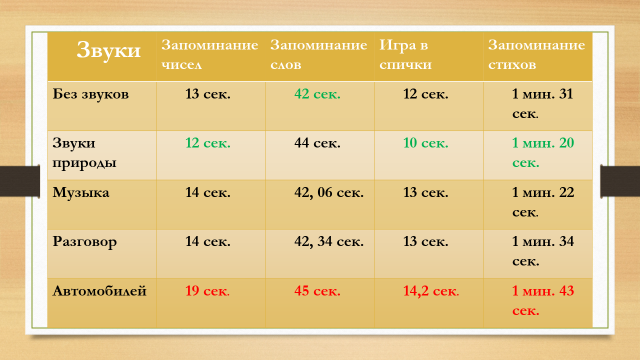 Звуки Запоминание чисел Запоминание слов Игра в спички Запоминание стихов
Без звуков 13 сек. 42 сек. 12 сек. 1 мин. 31 сек.
Звуки природы 12 сек. 44 сек. 10 сек. 1 мин. 20 сек.
Музыка 14 сек. 42, 06 сек. 13 сек. 1 мин. 22 сек.
Разговор 14 сек. 42, 34 сек. 13 сек. 1 мин. 34 сек.
Автомобилей 19 сек. 45 сек. 14,2 сек. 1 мин. 43 сек.